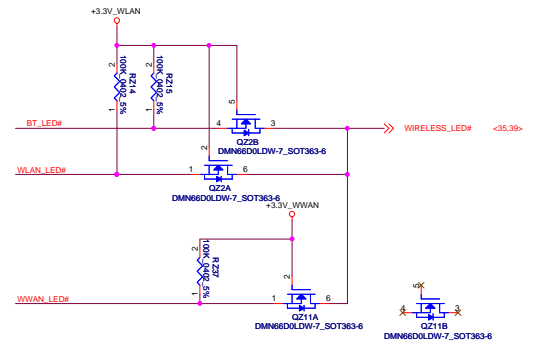 +3.3V_WLAN
2
2
RZ14
100K_0402_5%
RZ15
100K_0402_5%
1
1
5
BT_LED#
4
3
WIRELESS_LED#
<35,39>
QZ2B
DMN66D0LDW-7_SOT363-6
2
WLAN_LED#
1
6
QZ2A
DMN66D0LDW-7_SOT363-6
+3.3V_WWAN
2
RZ37
100K_0402_5%
1
2
WWAN_LED#
1
6
QZ11A
DMN66D0LDW-7_SOT363-6
5
4
3
QZ11B
DMN66D0LDW-7_SOT363-6